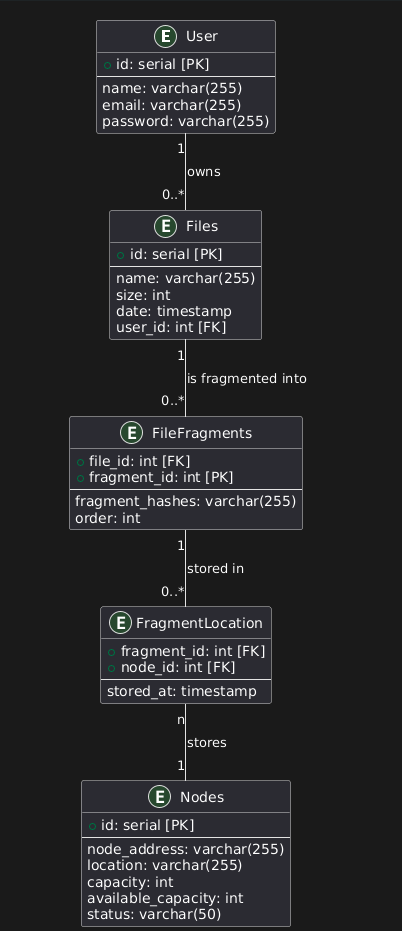 E User
id: serial [PK]
name: varchar(255)
email: varchar(255)
password: varchar(255)
1
owns
0..*
E Files
id: serial [PK]
name: varchar(255)
size: int
date: timestamp
user_id: int [FK]
1
is fragmented into
0..*
E FileFragments
file_id: int [FK]
fragment_id: int [PK]
fragment_hashes: varchar(255)
order: int
1
stored in
0..*
E FragmentLocation
fragment_id: int [FK]
node_id: int [FK]
stored_at: timestamp
n
stores
1
E Nodes
id: serial [PK]
node_address: varchar(255)
location: varchar(255)
capacity: int
available_capacity: int
status: varchar(50)